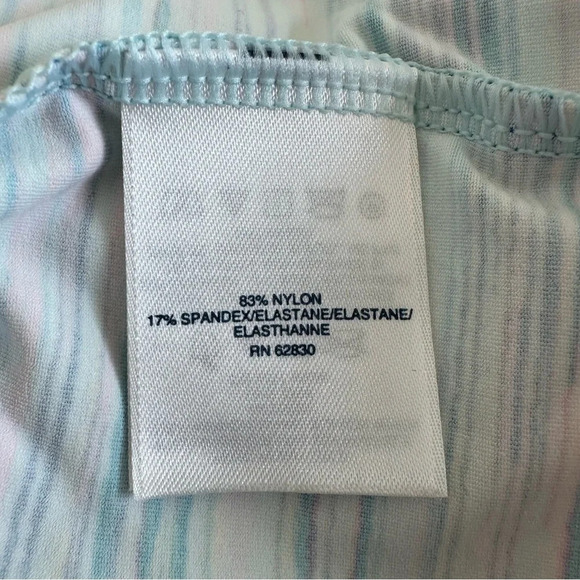 83% NYLON
17% SPANDEX/ELASTANE/ELASTANE/
ELASTHANNE
RN 62830